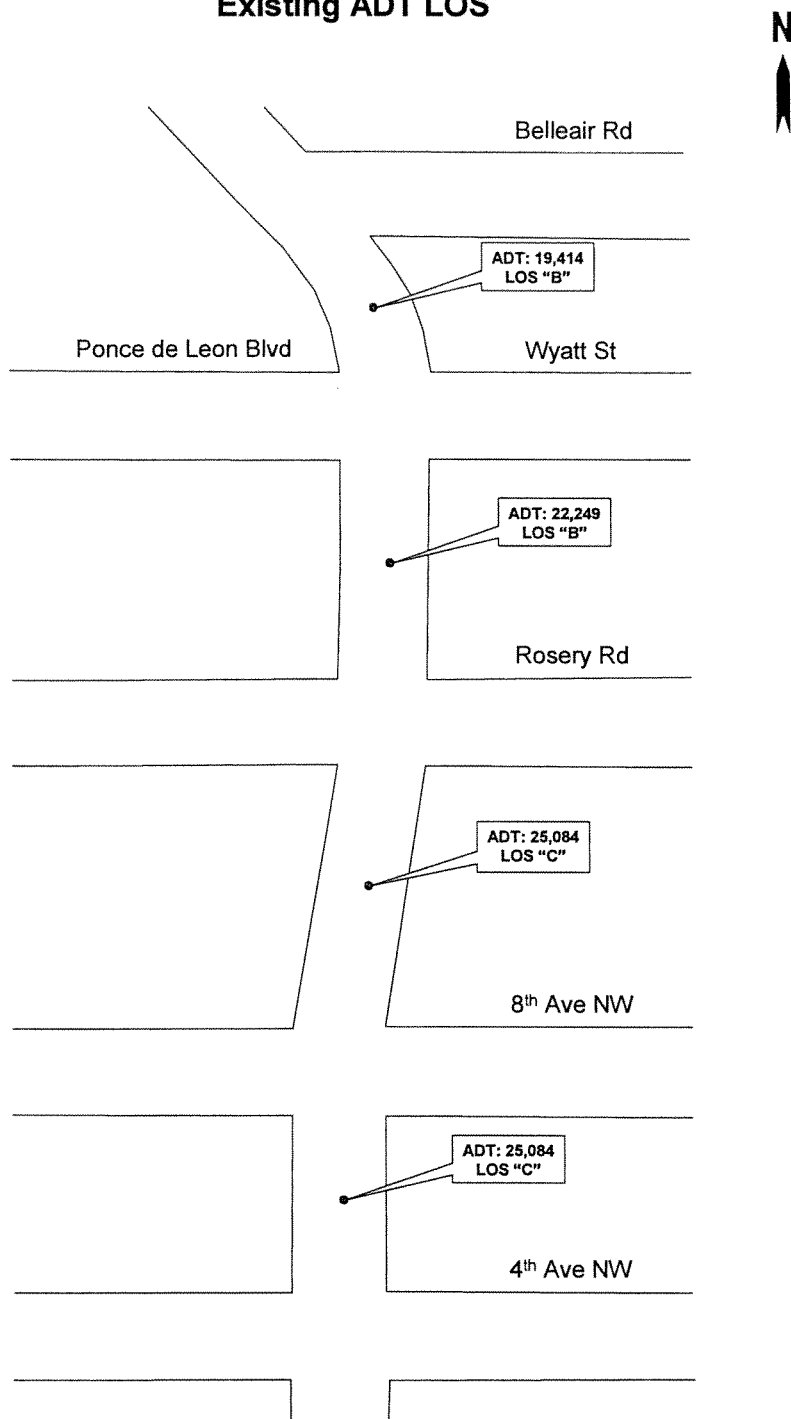 Existing ADT LOS
N
Belleair Rd
ADT: 19,414
LOS “B”
Ponce de Leon Blvd
Wyatt St
ADT: 22,249
LOS “B”
Rosery Rd
ADT: 25,084
LOS “C”
8th Ave NW
ADT: 25,084
LOS “C”
4th Ave NW